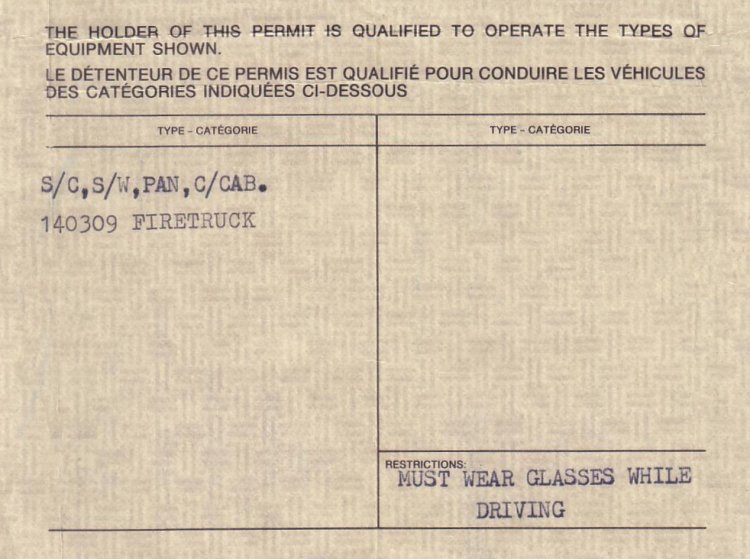 THE HOLDER OF THIS PERMIT IS QUALIFIED TO OPERATE THE TYPES OF
EQUIPMENT SHOWN.
LE DÉTENTEUR DE CE PERMIS EST QUALIFIÉ POUR CONDUIRE LES VÉHICULES
DES CATÉGORIES INDIQUÉES CI-DESSOUS
TYPE – CATÉGORIE
TYPE – CATÉGORIE
S/C,S/W,PAN,C/CAB.
140309 FIRETRUCK
RESTRICTIONS:
MUST WEAR GLASSES WHILE
DRIVING